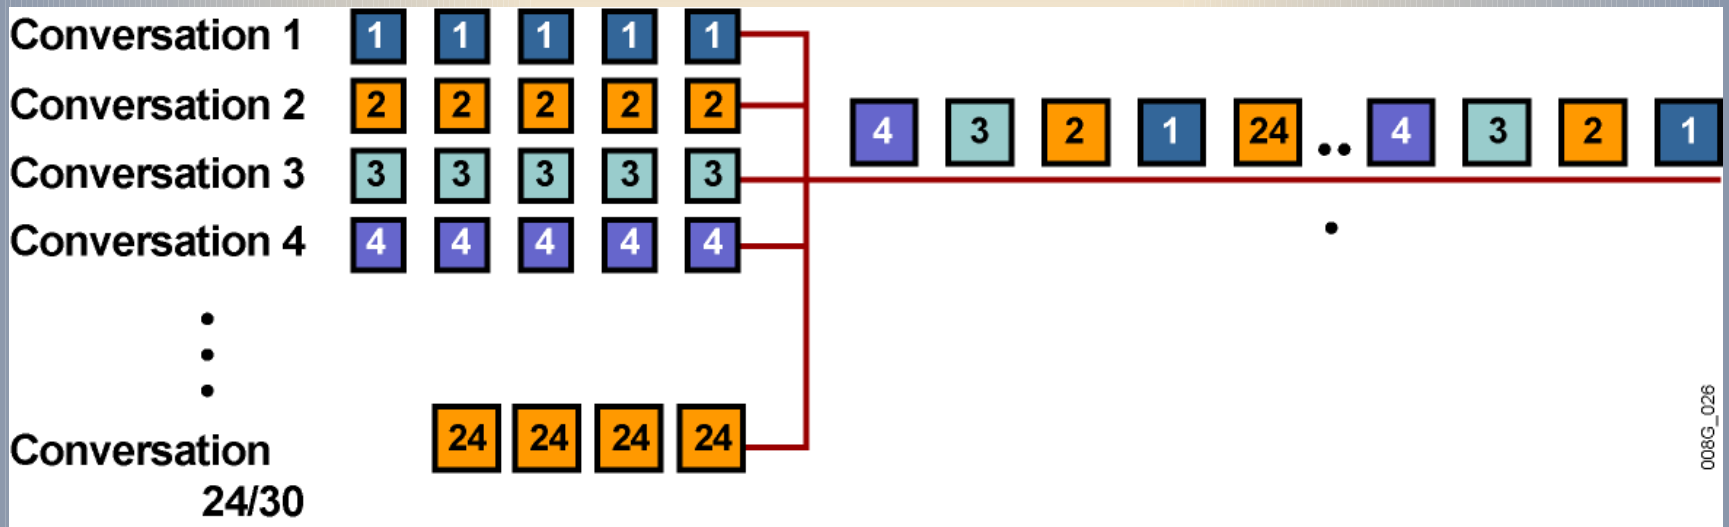 Conversation 1 1 1 1 1 1
Conversation 2 2 2 2 2 2
4 3 2 1 24 .. 4 3 2 1
Conversation 3 3 3 3 3 3
.
Conversation 4 4 4 4 4 4
.
.
.
Conversation 24 24 24 24
24/30
008G_026